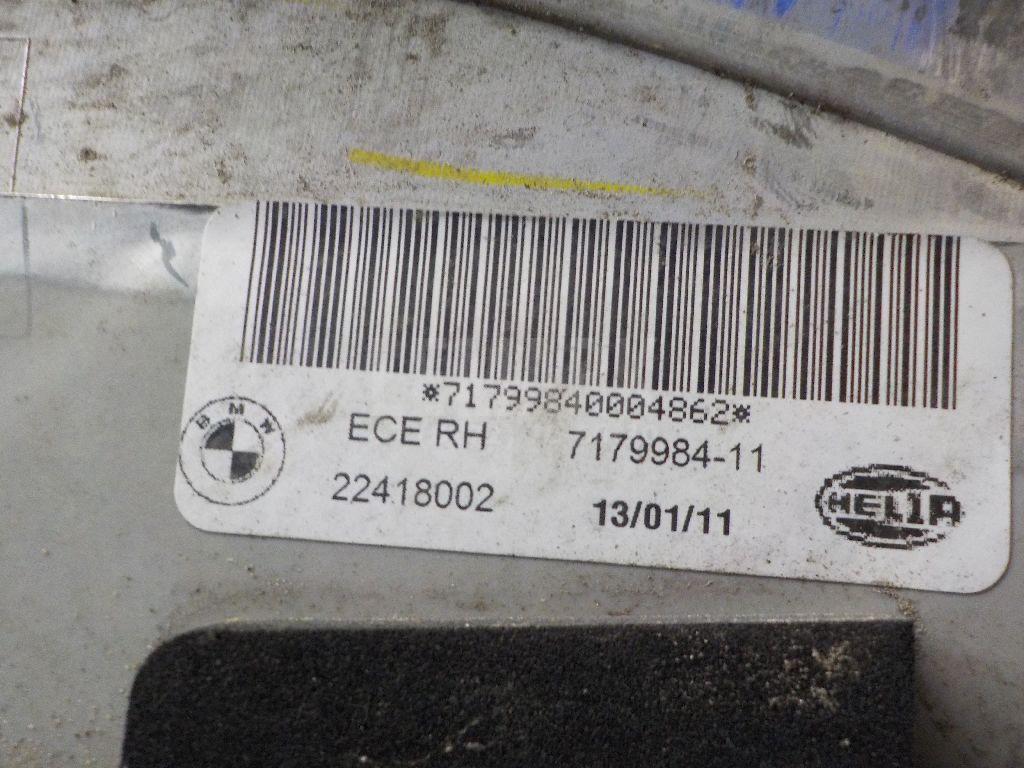 *71799840004862*
BMW
ECE RH 7179984-11
22418002 13/01/11
HELLA